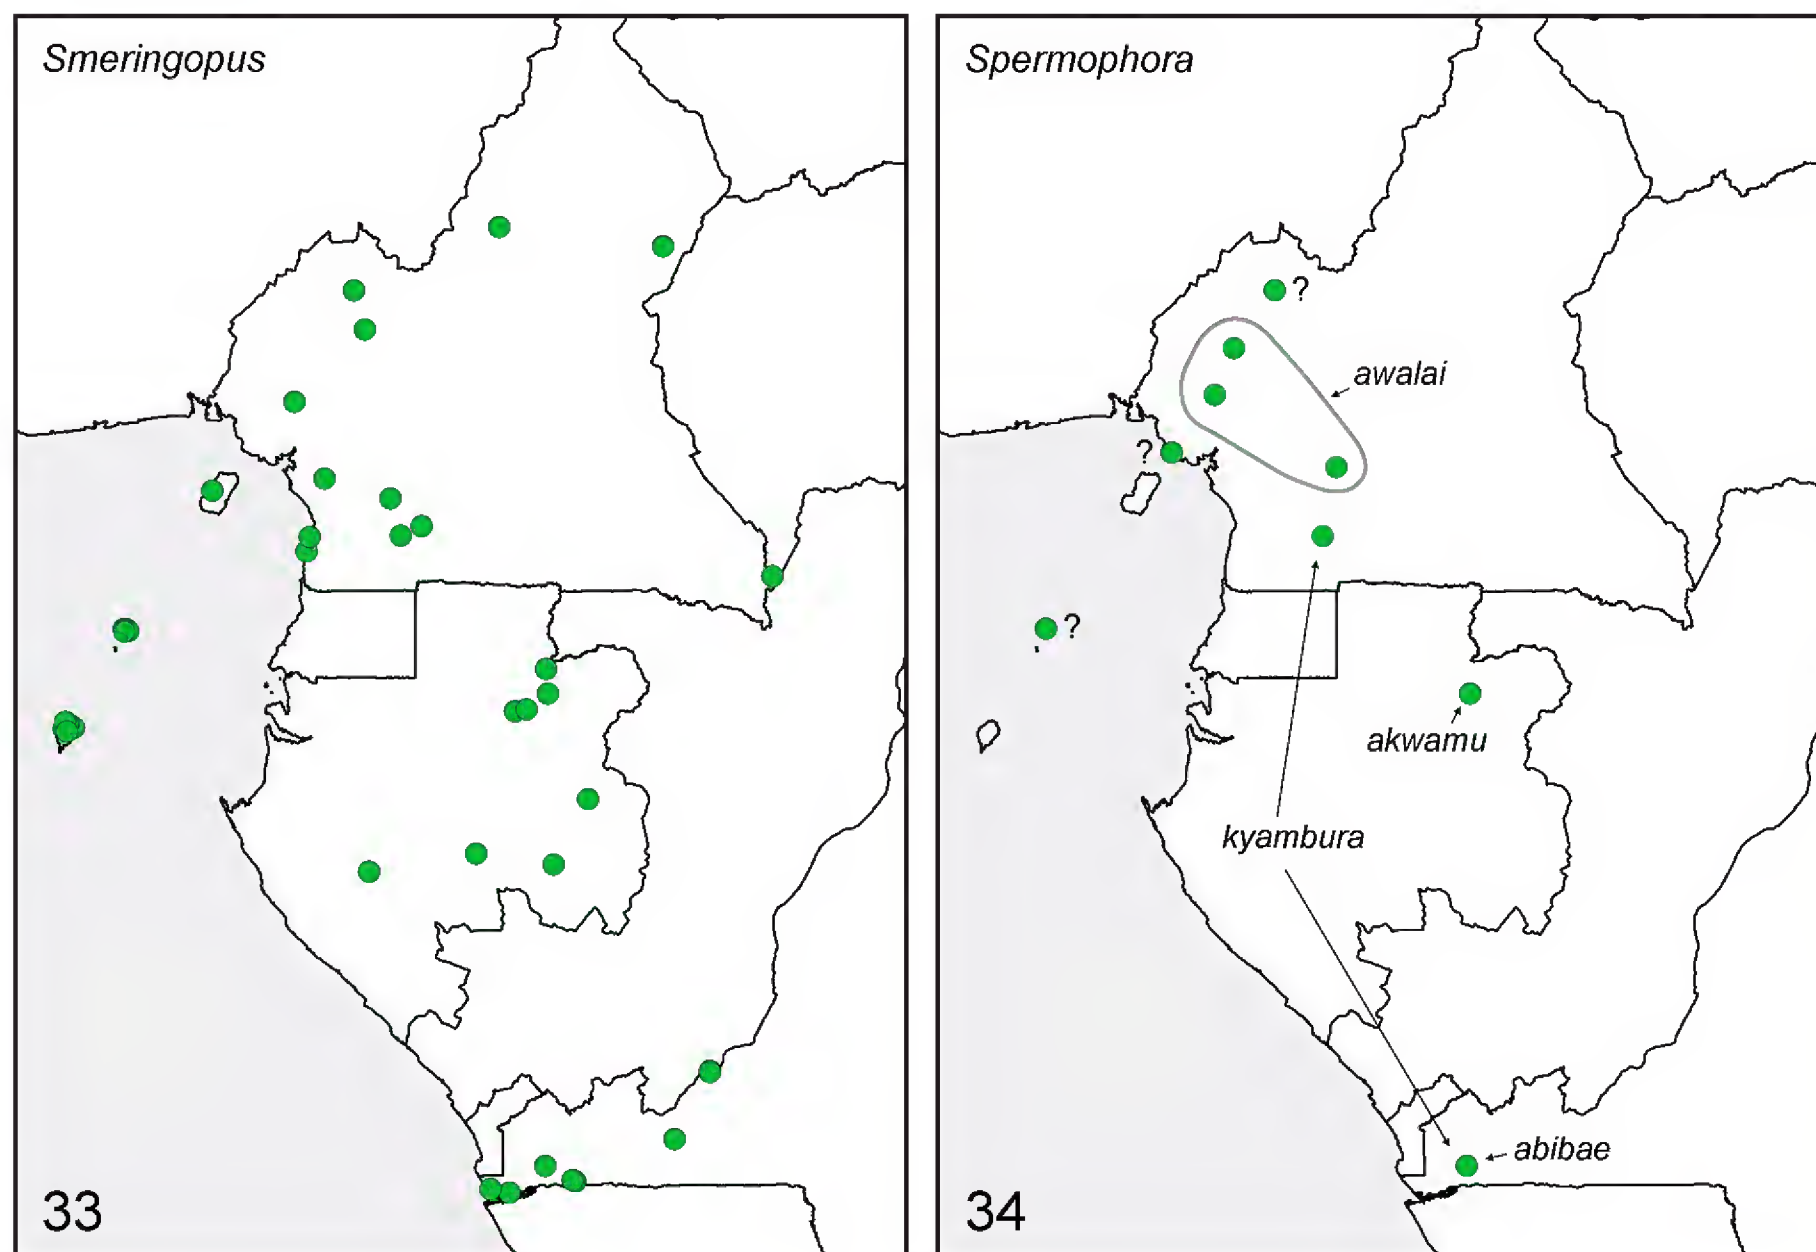 Smeringopus
33
Spermophora
?
awalai
?
?
akwamu
kyambura
abibae
34